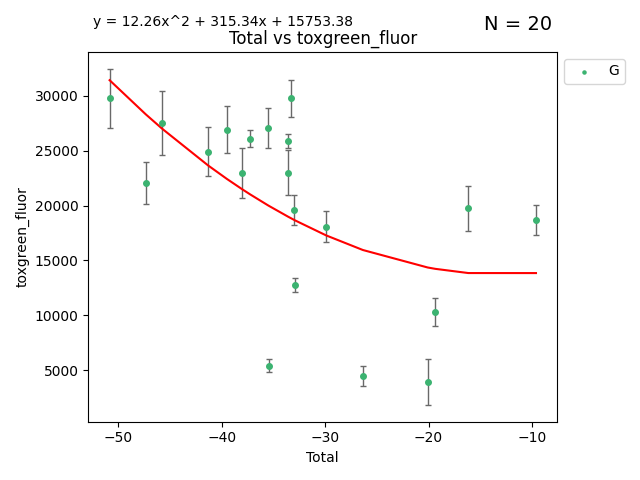 y = 12.26x^2 + 315.34x + 15753.38
N = 20
Total vs toxgreen_fluor
G
30000
25000
20000
15000
10000
5000
toxgreen_fluor
−50
−40
−30
−20
−10
Total